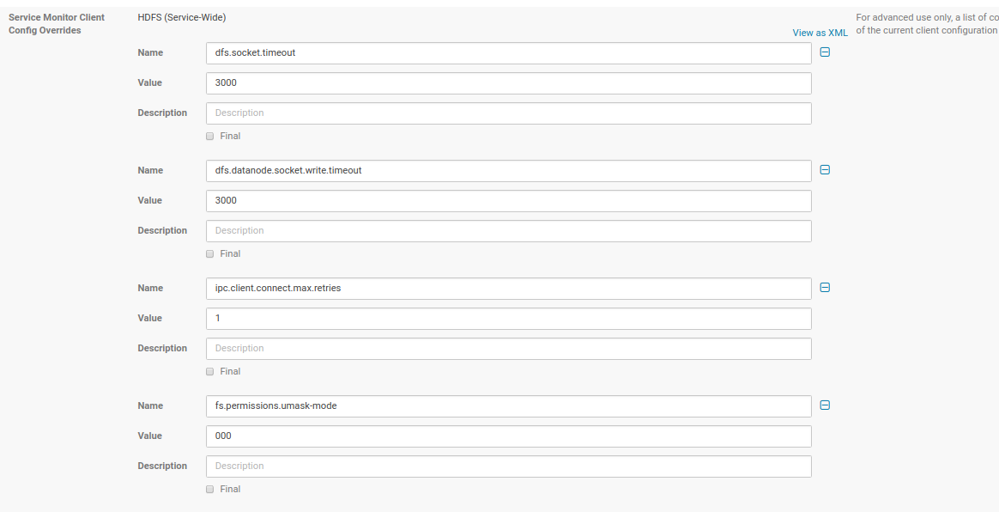 Service Monitor Client
Config Overrides
HDFS (Service-Wide)
View as XML
For advanced use only, a list of co
of the current client configuration
Name dfs.socket.timeout
Value 3000
Description Description
Final
Name dfs.datanode.socket.write.timeout
Value 3000
Description Description
Final
Name ipc.client.connect.max.retries
Value 1
Description Description
Final
Name fs.permissions.umask-mode
Value 000
Description Description
Final